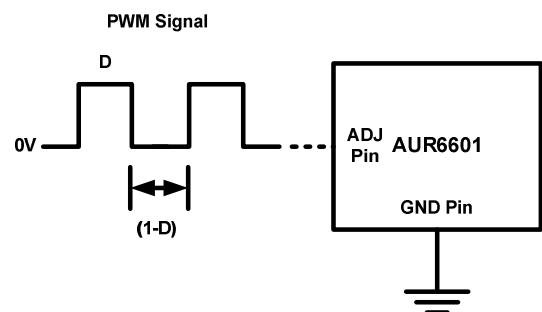 PWM Signal
D
0V
(1-D)
ADJ
Pin
AUR6601
GND Pin